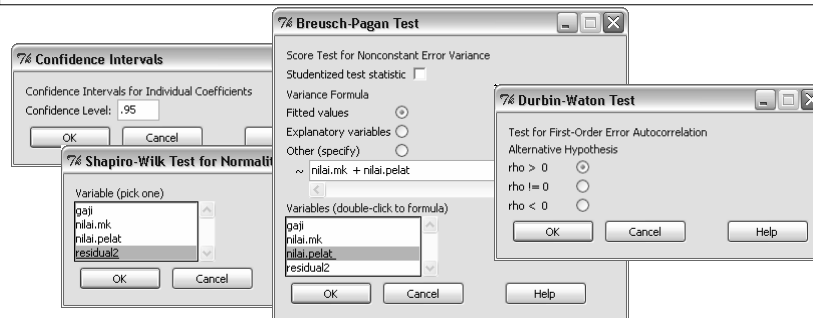 Confidence Intervals
Confidence Intervals for Individual Coefficients
Confidence Level: .95
OK Cancel
Shapiro-Wilk Test for Normalit
Variable (pick one)
gaji
nilai.mk
nilai.pelat
residual2
OK Cancel
Breusch-Pagan Test
Score Test for Nonconstant Error Variance
Studentized test statistic
Variance Formula
Fitted values
Explanatory variables
Other (specify)
~ nilai.mk + nilai.pelat
Variables (double-click to formula)
gaji
nilai.mk
nilai.pelat
residual2
OK Cancel Help
Durbin-Waton Test
Test for First-Order Error Autocorrelation
Alternative Hypothesis
rho > 0
rho != 0
rho < 0
OK Cancel Help